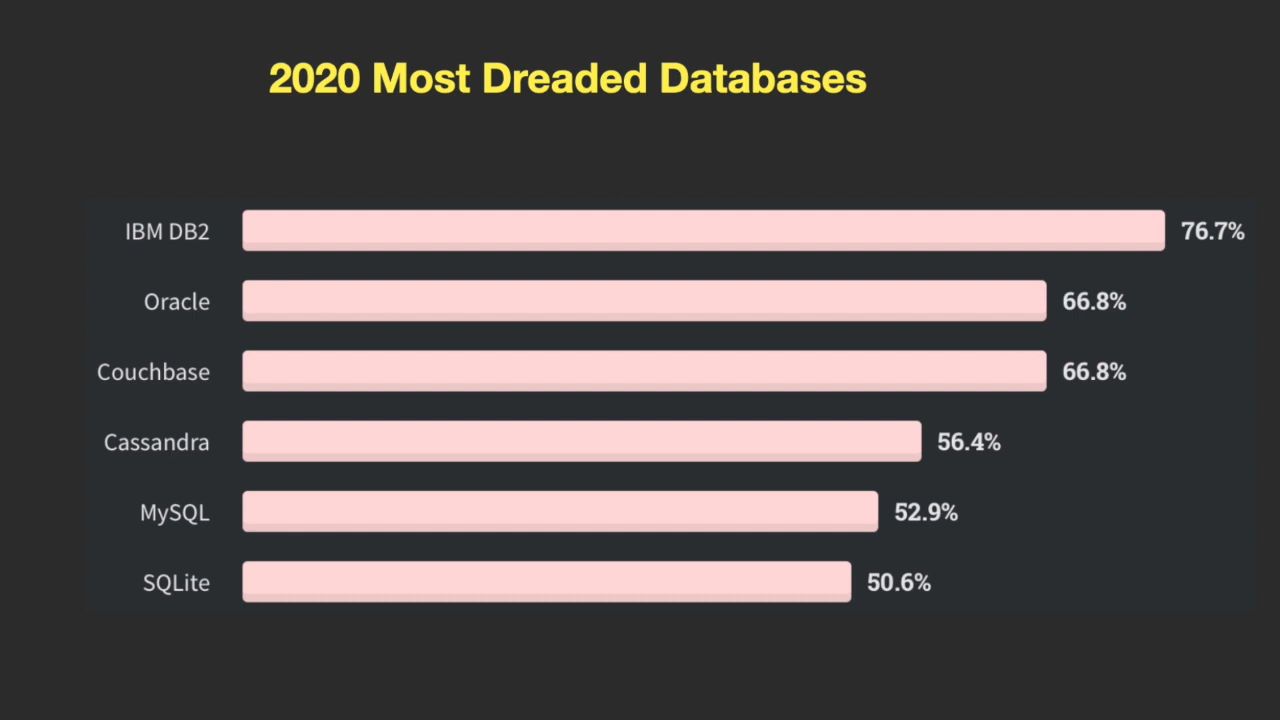 2020 Most Dreaded Databases
IBM DB2 76.7%
Oracle 66.8%
Couchbase 66.8%
Cassandra 56.4%
MySQL 52.9%
SQLite 50.6%